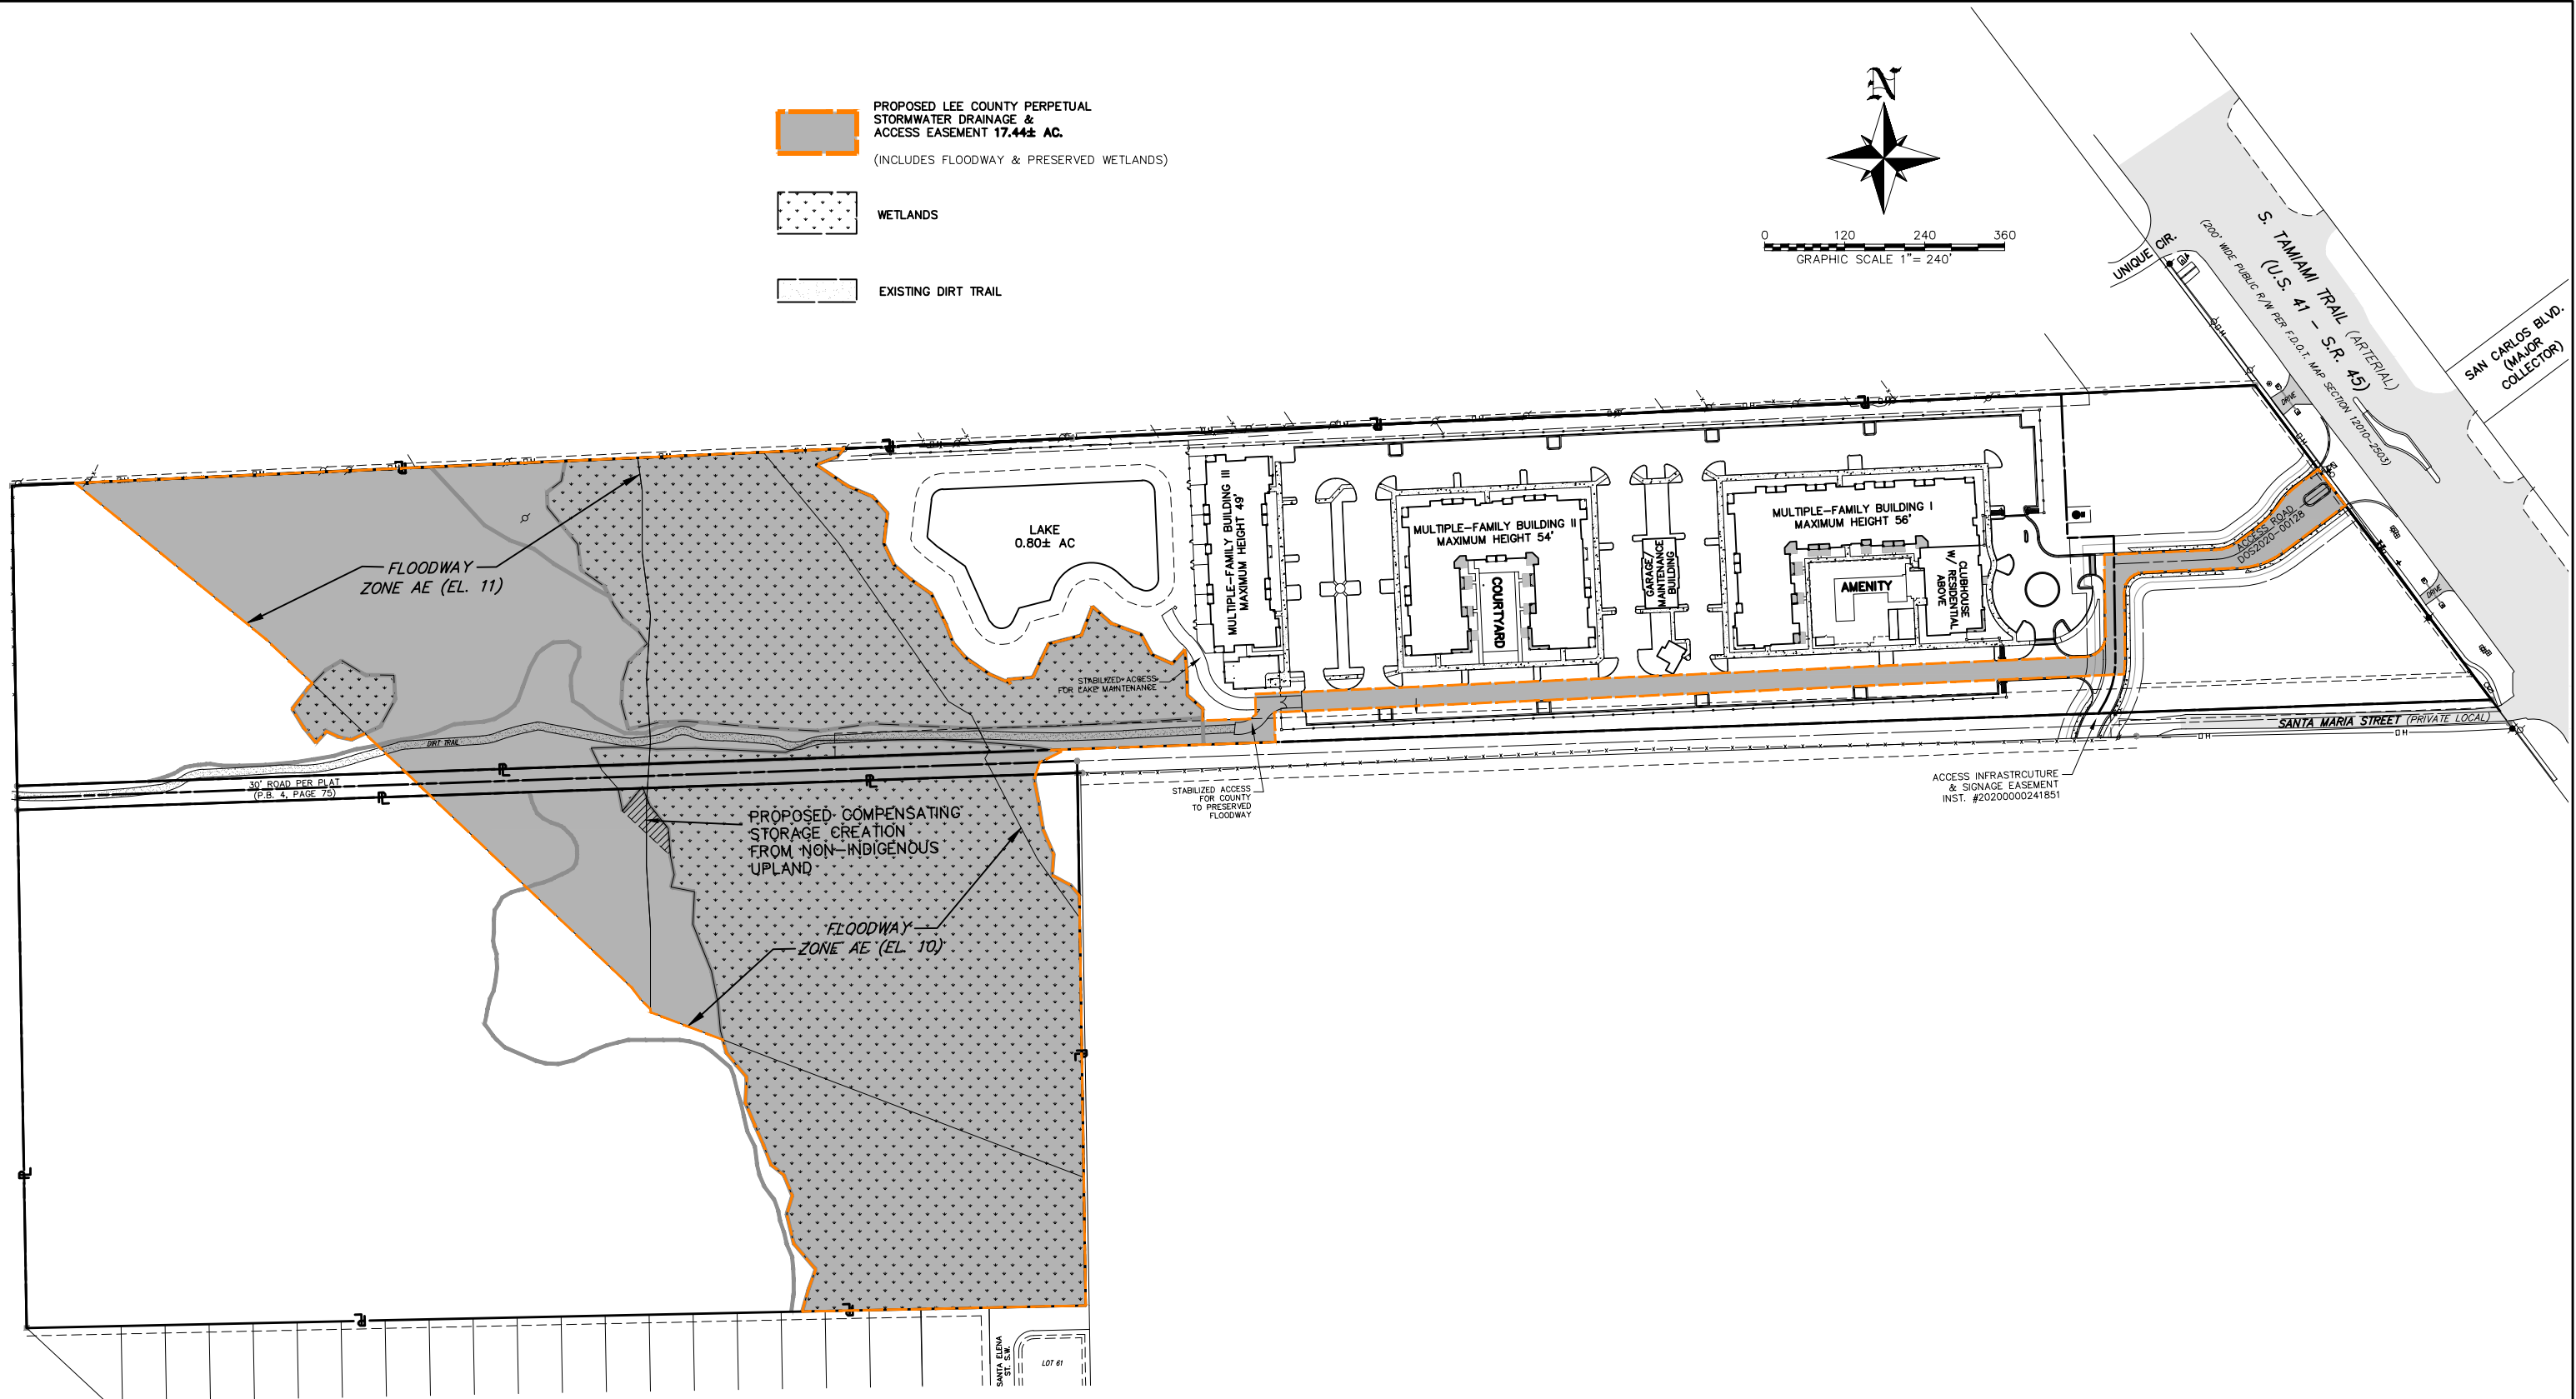 PROPOSED LEE COUNTY PERPETUAL
STORMWATER DRAINAGE &
ACCESS EASEMENT 17.44± AC.
(INCLUDES FLOODWAY & PRESERVED WETLANDS)
WETLANDS
EXISTING DIRT TRAIL
N
0 120 240 360
GRAPHIC SCALE 1"= 240'
UNIQUE CIR.
S. TAMIAMI TRAIL (ARTERIAL)
(U.S. 41 - S.R. 45)
(200' WIDE PUBLIC R/W PER F.D.O.T. MAP SECTION 12010-2503)
SAN CARLOS BLVD.
(MAJOR
COLLECTOR)
DRIVE
DRIVE
ACCESS ROAD
DOS2020-00128
LAKE
0.80± AC
MULTIPLE-FAMILY BUILDING III
MAXIMUM HEIGHT 49'
MULTIPLE-FAMILY BUILDING II
MAXIMUM HEIGHT 54'
COURTYARD
GARAGE/
MAINTENANCE
BUILDING
MULTIPLE-FAMILY BUILDING I
MAXIMUM HEIGHT 56'
AMENITY
CLUBHOUSE
W/ RESIDENTIAL
ABOVE
FLOODWAY
ZONE AE (EL. 11)
STABILIZED ACCESS
FOR LAKE MAINTENANCE
DIRT TRAIL
30' ROAD PER PLAT
(P.B. 4, PAGE 75)
SANTA MARIA STREET (PRIVATE LOCAL)
STABILIZED ACCESS
FOR COUNTY
TO PRESERVED
FLOODWAY
ACCESS INFRASTRCUTURE
& SIGNAGE EASEMENT
INST. #20200000241851
PROPOSED COMPENSATING
STORAGE CREATION
FROM NON-INDIGENOUS
UPLAND
FLOODWAY
ZONE AE (EL. 10)
SANTA ELENA
ST. S.W.
LOT 61